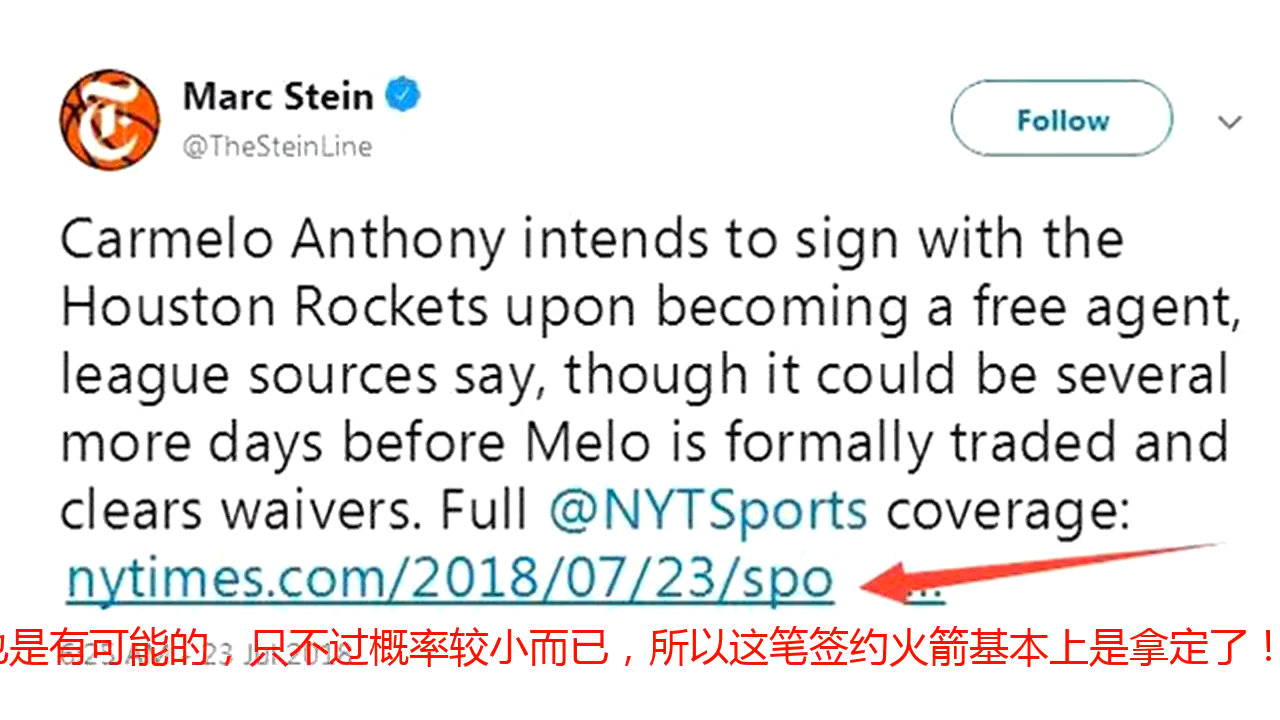 Marc Stein
@TheSteinLine
Follow
Carmelo Anthony intends to sign with the
Houston Rockets upon becoming a free agent,
league sources say, though it could be several
more days before Melo is formally traded and
clears waivers. Full @NYTSports coverage:
nytimes.com/2018/07/23/spo ...
是有可能的，只不过概率较小而已，所以这笔签约火箭基本上是拿定了！
23 Jul 2018